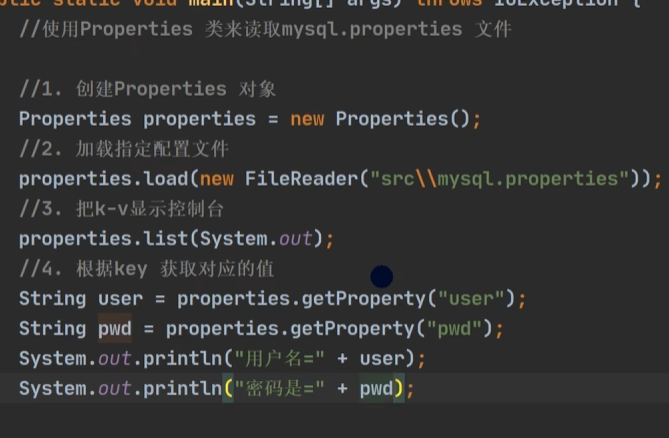 public static void main(String[] args) throws IOException {
//使用Properties 类来读取mysql.properties 文件
//1. 创建Properties 对象
Properties properties = new Properties();
//2. 加载指定配置文件
properties.load(new FileReader("src\\mysql.properties"));
//3. 把k-v显示控制台
properties.list(System.out);
//4. 根据key 获取对应的值
String user = properties.getProperty("user");
String pwd = properties.getProperty("pwd");
System.out.println("用户名=" + user);
System.out.println("密码是=" + pwd);